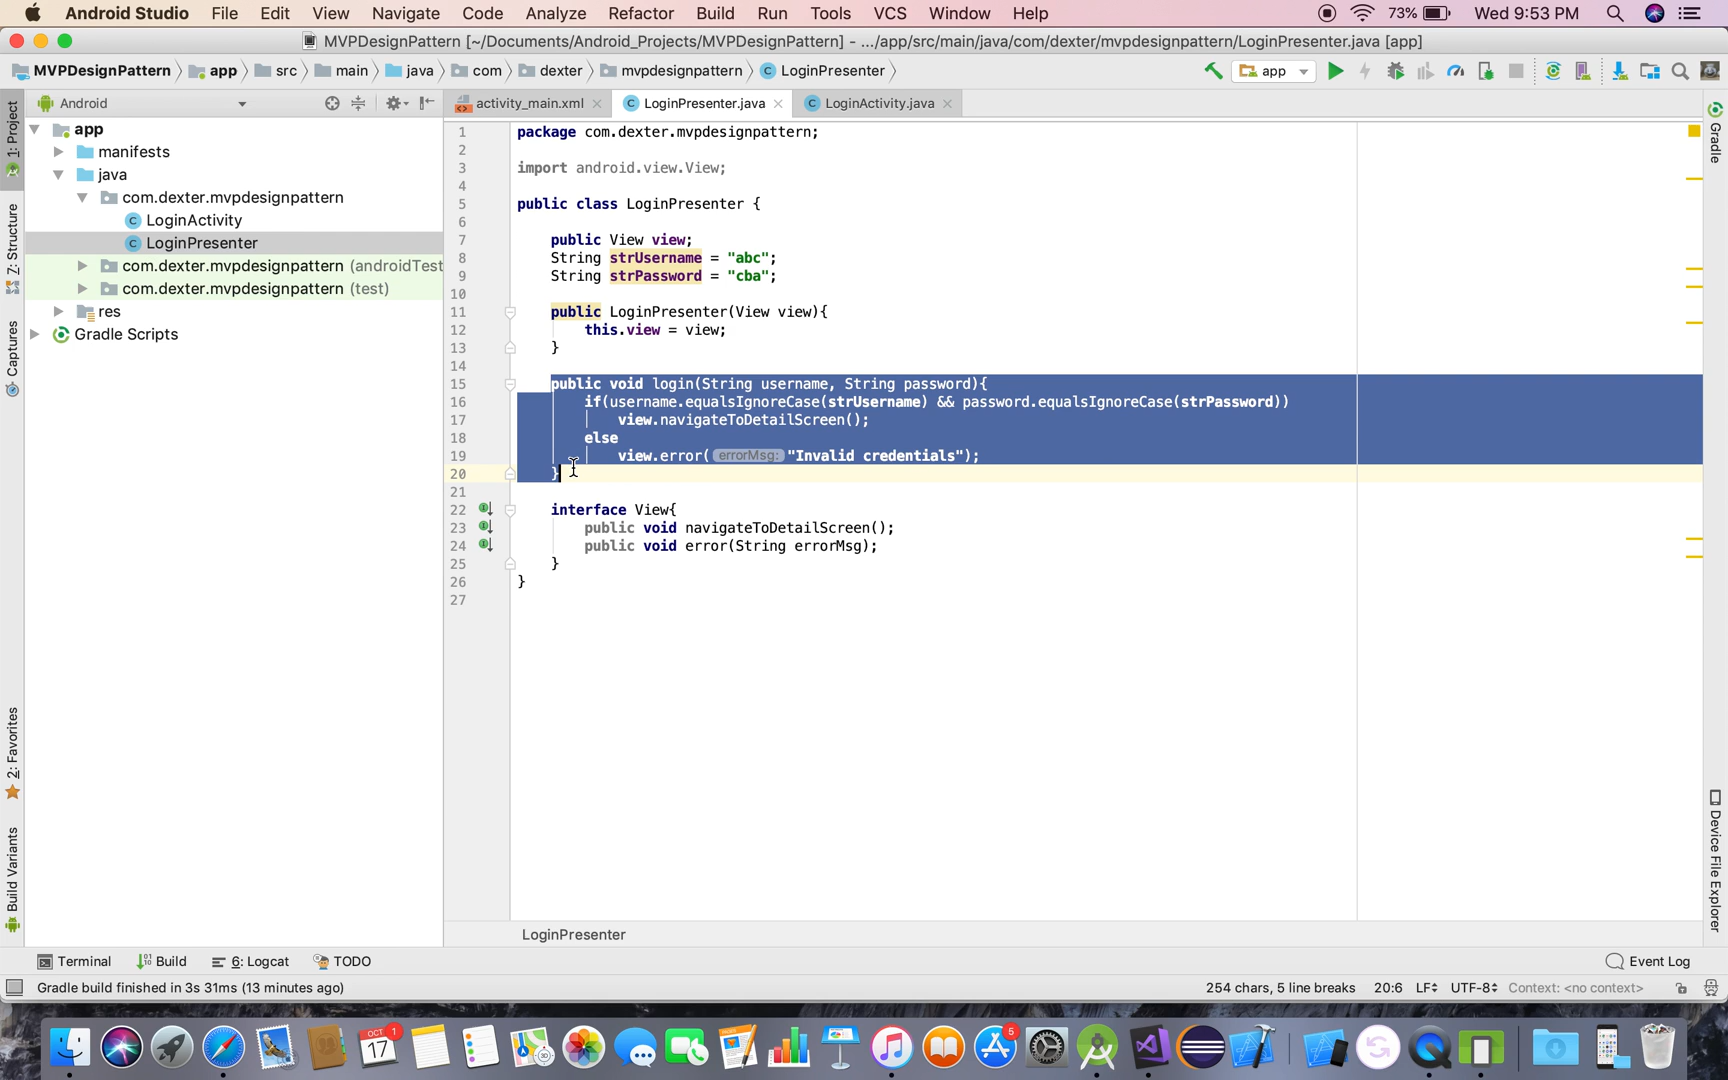 Android Studio File Edit View Navigate Code Analyze Refactor Build Run Tools VCS Window Help 73% Wed 9:53 PM
MVPDesignPattern [~/Documents/Android_Projects/MVPDesignPattern] - .../app/src/main/java/com/dexter/mvpdesignpattern/LoginPresenter.java [app]
MVPDesignPattern app src main java com dexter mvpdesignpattern LoginPresenter app
Android
activity_main.xml LoginPresenter.java LoginActivity.java
1: Project
Z: Structure
Captures
2: Favorites
Build Variants
app
manifests
java
com.dexter.mvpdesignpattern
LoginActivity
LoginPresenter
com.dexter.mvpdesignpattern (androidTest
com.dexter.mvpdesignpattern (test)
res
Gradle Scripts
1 package com.dexter.mvpdesignpattern;
2
3 import android.view.View;
4
5 public class LoginPresenter {
6
7 public View view;
8 String strUsername = "abc";
9 String strPassword = "cba";
10
11 public LoginPresenter(View view){
12 this.view = view;
13 }
14
15 public void login(String username, String password){
16 if(username.equalsIgnoreCase(strUsername) && password.equalsIgnoreCase(strPassword))
17 view.navigateToDetailScreen();
18 else
19 view.error( errorMsg: "Invalid credentials");
20 }
21
22 interface View{
23 public void navigateToDetailScreen();
24 public void error(String errorMsg);
25 }
26 }
27
Gradle
Device File Explorer
LoginPresenter
Terminal Build 6: Logcat TODO Event Log
Gradle build finished in 3s 31ms (13 minutes ago) 254 chars, 5 line breaks 20:6 LF UTF-8 Context: <no context>
OCT 1
17
5